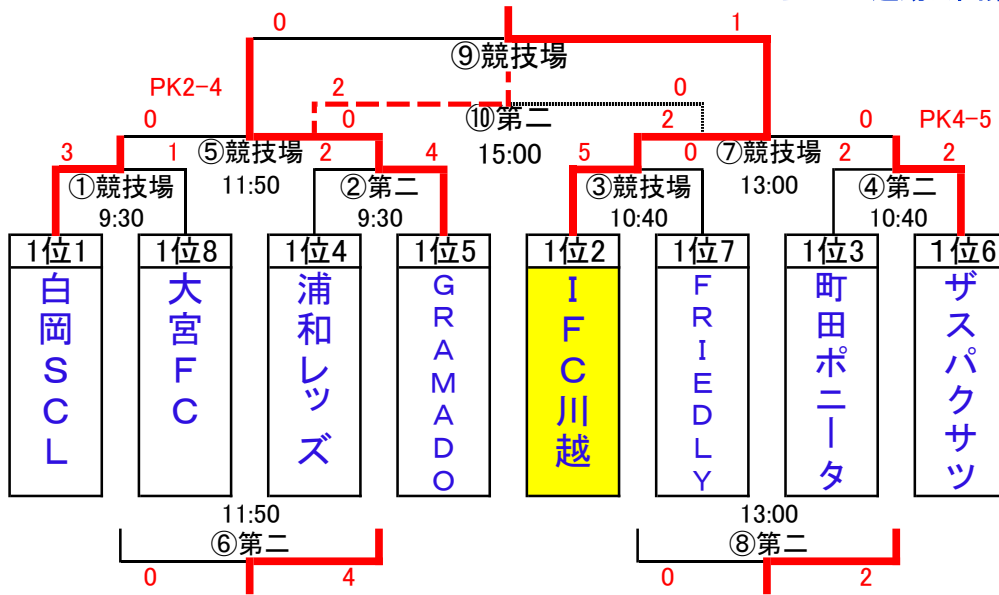 0 1
⑨競技場
PK2-4 2 0
0 0 ⑩第二 2 0 PK4-5
3 1 ⑤競技場 2 4 15:00 5 0 ⑦競技場 2 2
①競技場 11:50 ②第二 ③競技場 13:00 ④第二
9:30 9:30 10:40 10:40
1位1 1位8 1位4 1位5 1位2 1位7 1位3 1位6
白岡SCL
大宮FC
浦和レッズ
GRAMADO
IFC川越
FRIEDLY
町田ポニータ
ザスパクサツ
11:50 13:00
⑥第二 ⑧第二
0 4 0 2